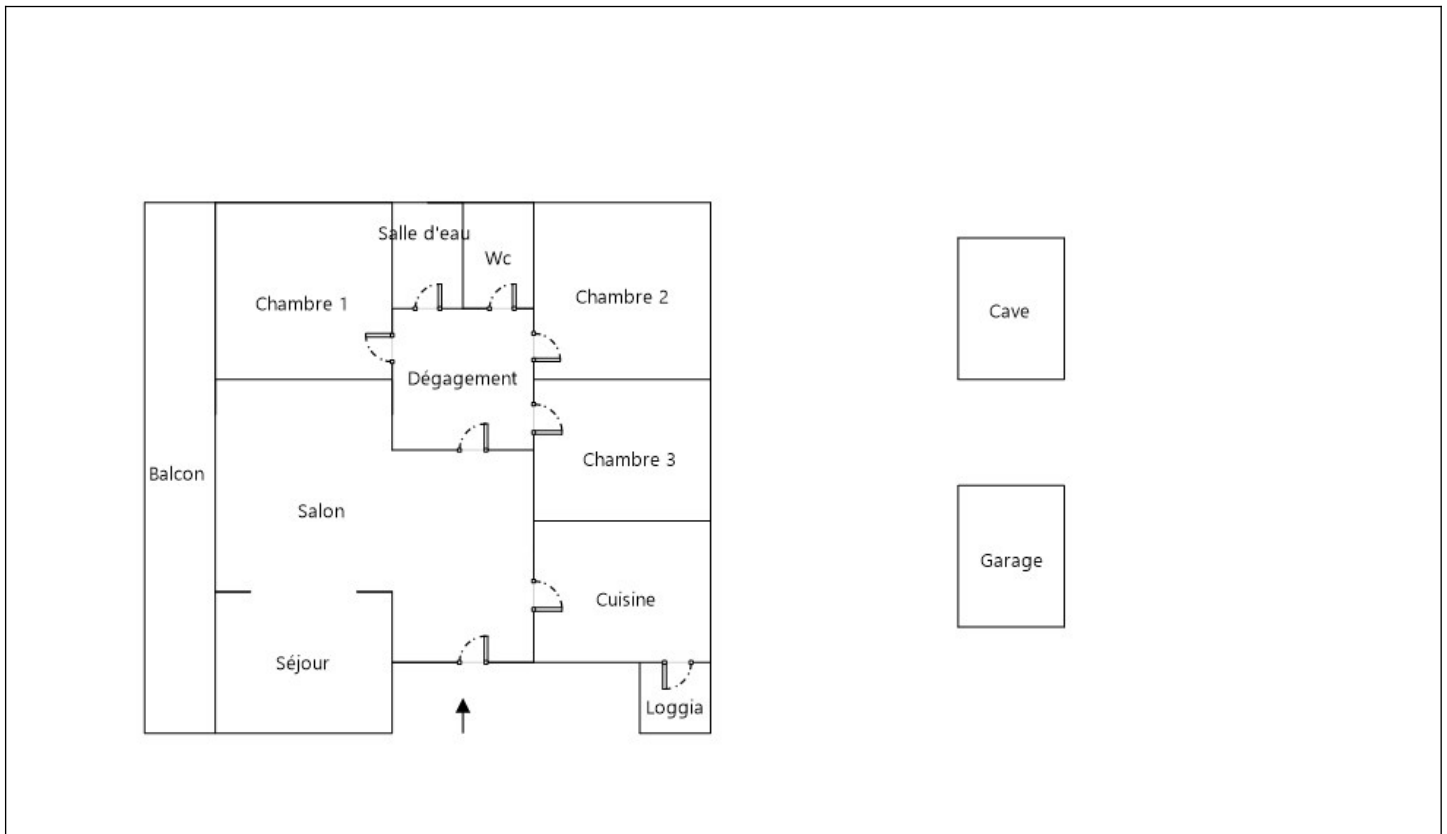 Salle d'eau
Wc
Chambre 1
Chambre 2
Cave
Dégagement
Chambre 3
Balcon
Salon
Garage
Cuisine
Séjour
Loggia